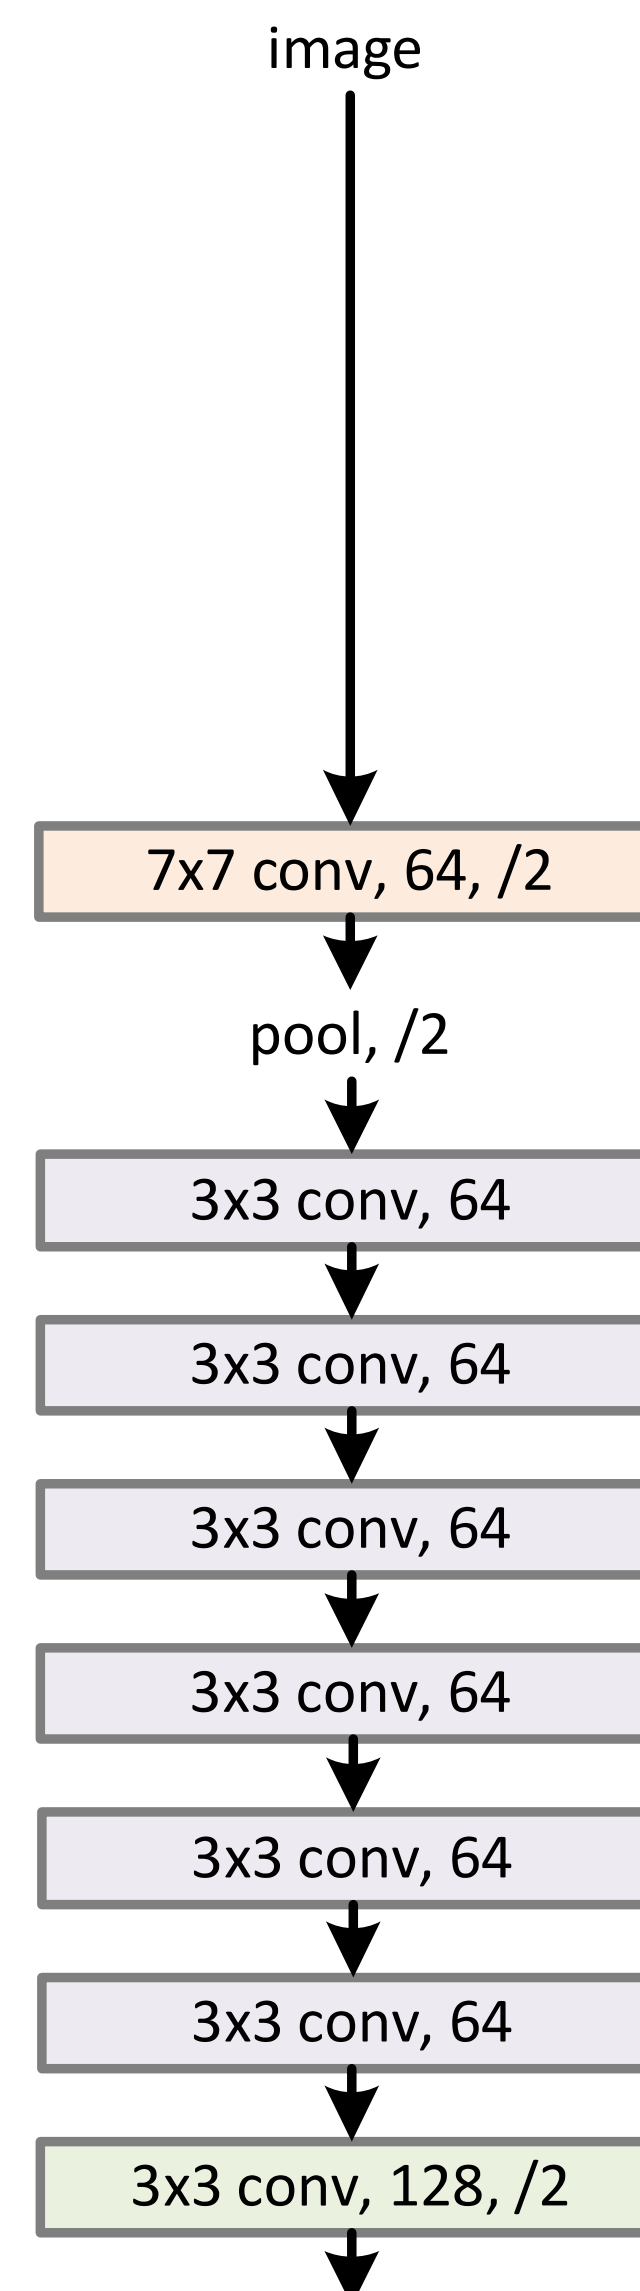 image
7x7 conv, 64, /2
pool, /2
3x3 conv, 64
3x3 conv, 64
3x3 conv, 64
3x3 conv, 64
3x3 conv, 64
3x3 conv, 64
3x3 conv, 128, /2